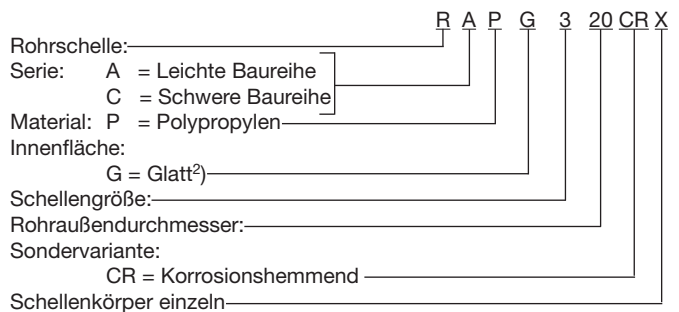 R A P G 3 20 CR X
Rohrschelle:
Serie: A = Leichte Baureihe
C = Schwere Baureihe
Material: P = Polypropylen
Innenfläche:
G = Glatt²)
Schellengröße:
Rohraußendurchmesser:
Sondervariante:
CR = Korrosionshemmend
Schellenkörper einzeln